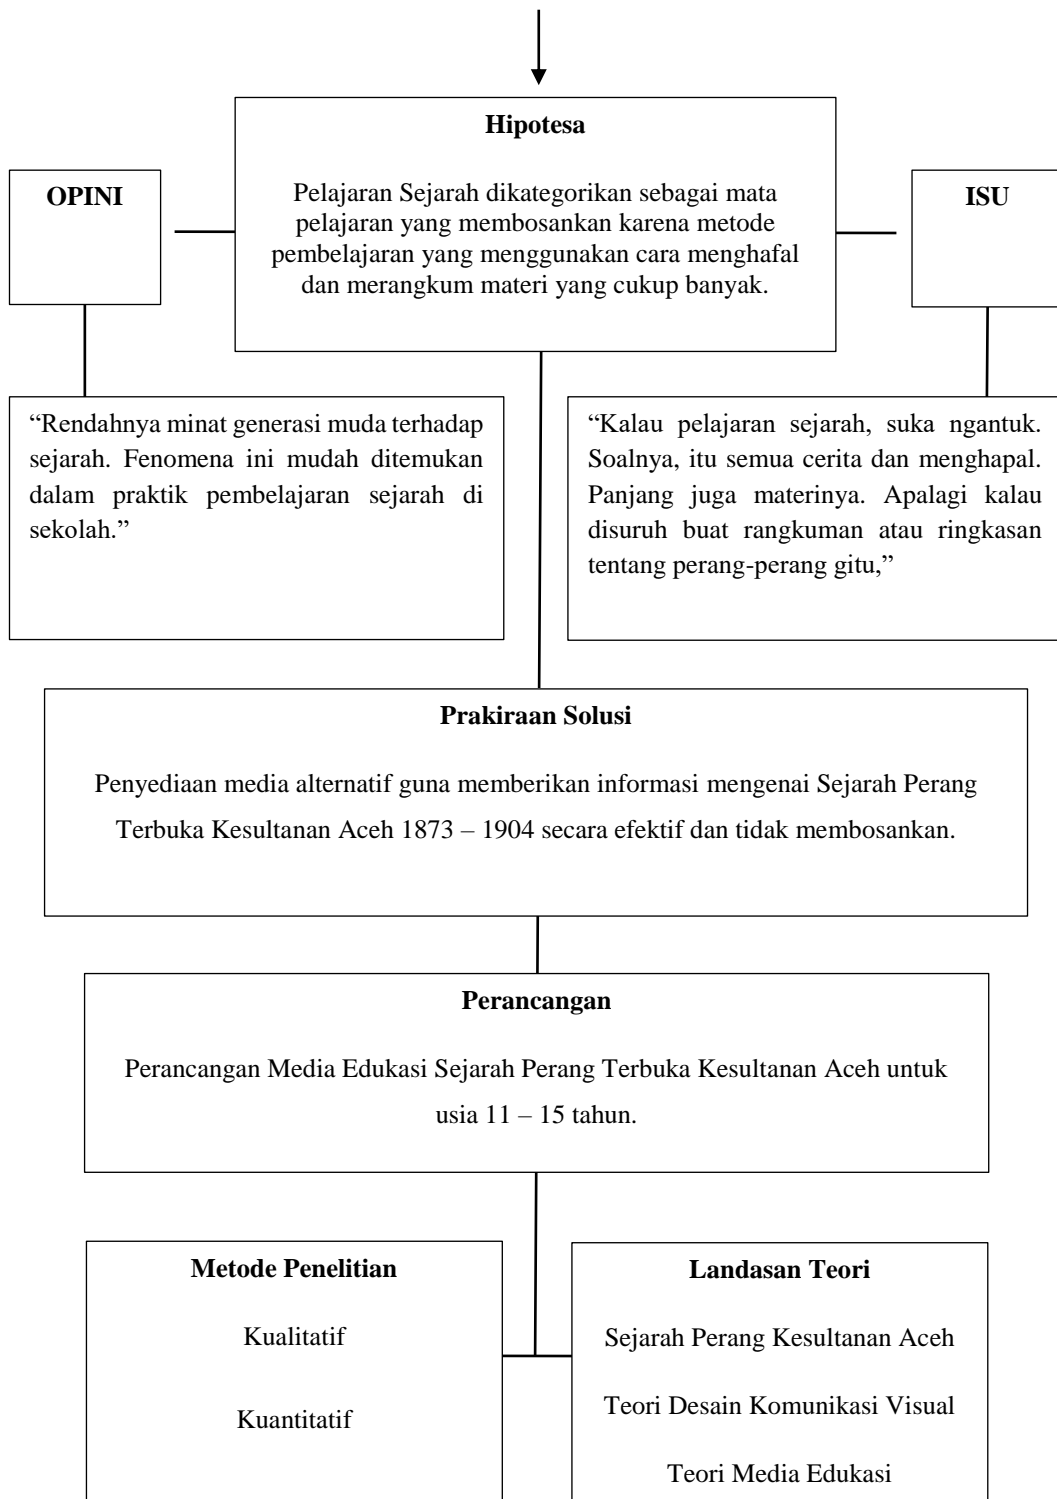 Hipotesa
Pelajaran Sejarah dikategorikan sebagai mata
pelajaran yang membosankan karena metode
pembelajaran yang menggunakan cara menghafal
dan merangkum materi yang cukup banyak.
OPINI
ISU
“Rendahnya minat generasi muda terhadap
sejarah. Fenomena ini mudah ditemukan
dalam praktik pembelajaran sejarah di
sekolah.”
“Kalau pelajaran sejarah, suka ngantuk.
Soalnya, itu semua cerita dan menghapal.
Panjang juga materinya. Apalagi kalau
disuruh buat rangkuman atau ringkasan
tentang perang-perang gitu,”
Prakiraan Solusi
Penyediaan media alternatif guna memberikan informasi mengenai Sejarah Perang
Terbuka Kesultanan Aceh 1873 – 1904 secara efektif dan tidak membosankan.
Perancangan
Perancangan Media Edukasi Sejarah Perang Terbuka Kesultanan Aceh untuk
usia 11 – 15 tahun.
Metode Penelitian
Kualitatif
Kuantitatif
Landasan Teori
Sejarah Perang Kesultanan Aceh
Teori Desain Komunikasi Visual
Teori Media Edukasi